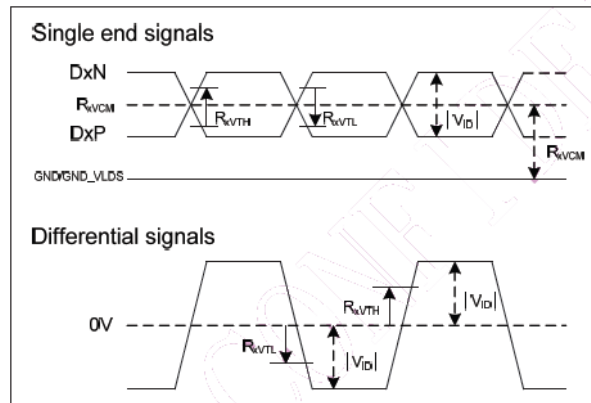 Single end signals
DxN
RxVCM
DxP
RxVTH
RxVTL
|VID|
RxVCM
GND/GND_VLDS
Differential signals
0V
RxVTL
|VID|
RxVTH
|VID|